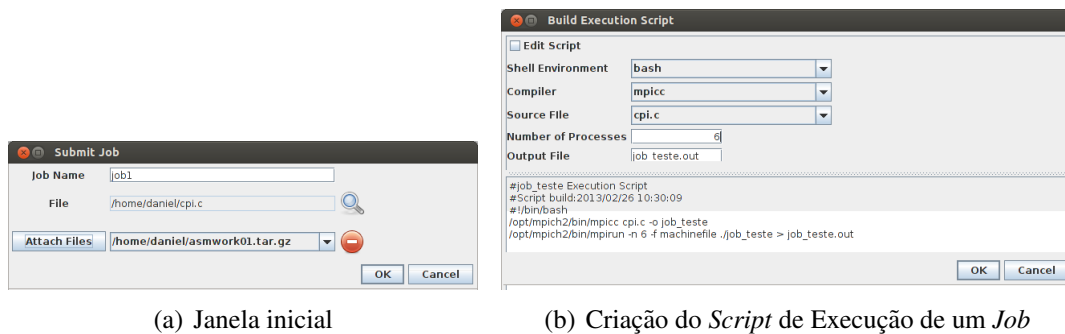 Submit Job
Job Name job1
File /home/daniel/cpi.c
Attach Files /home/daniel/asmwork01.tar.gz
OK Cancel
(a) Janela inicial
Build Execution Script
Edit Script
Shell Environment bash
Compiler mpicc
Source FIle cpi.c
Number of Processes 6
Output File job_teste.out
#job_teste Execution Script
#Script build:2013/02/26 10:30:09
#!/bin/bash
/opt/mpich2/bin/mpicc cpi.c -o job_teste
/opt/mpich2/bin/mpirun -n 6 -f machinefile ./job_teste > job_teste.out
OK Cancel
(b) Criação do Script de Execução de um Job